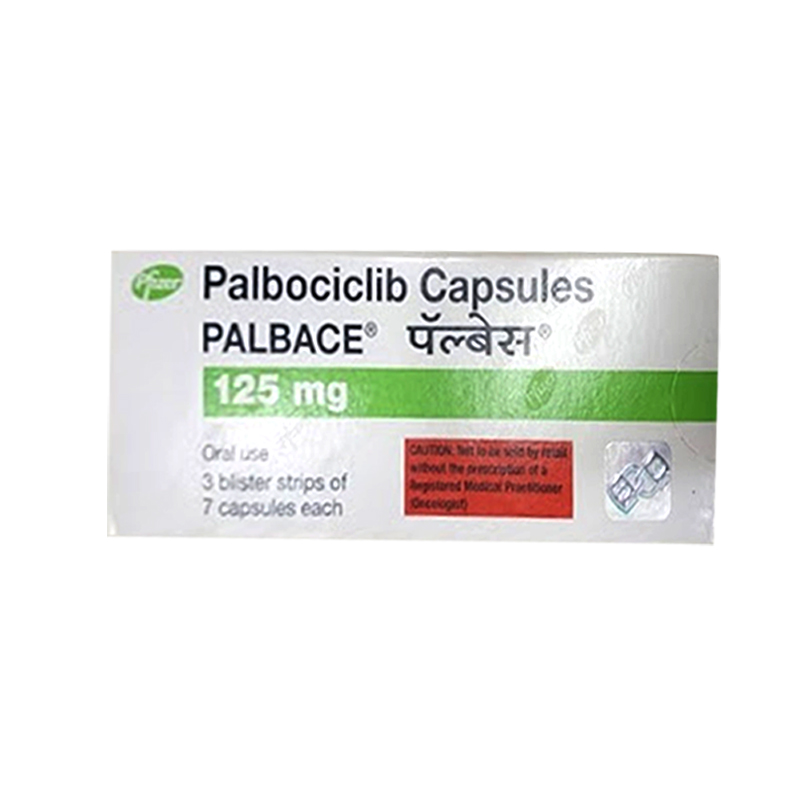 Pfizer
Palbociclib Capsules
PALBACE® पॅल्बेस®
125 mg
Oral use
3 blister strips of
7 capsules each
CAUTION: Not to be sold by retail
without the prescription of a
Registered Medical Practitioner
(Oncologist)